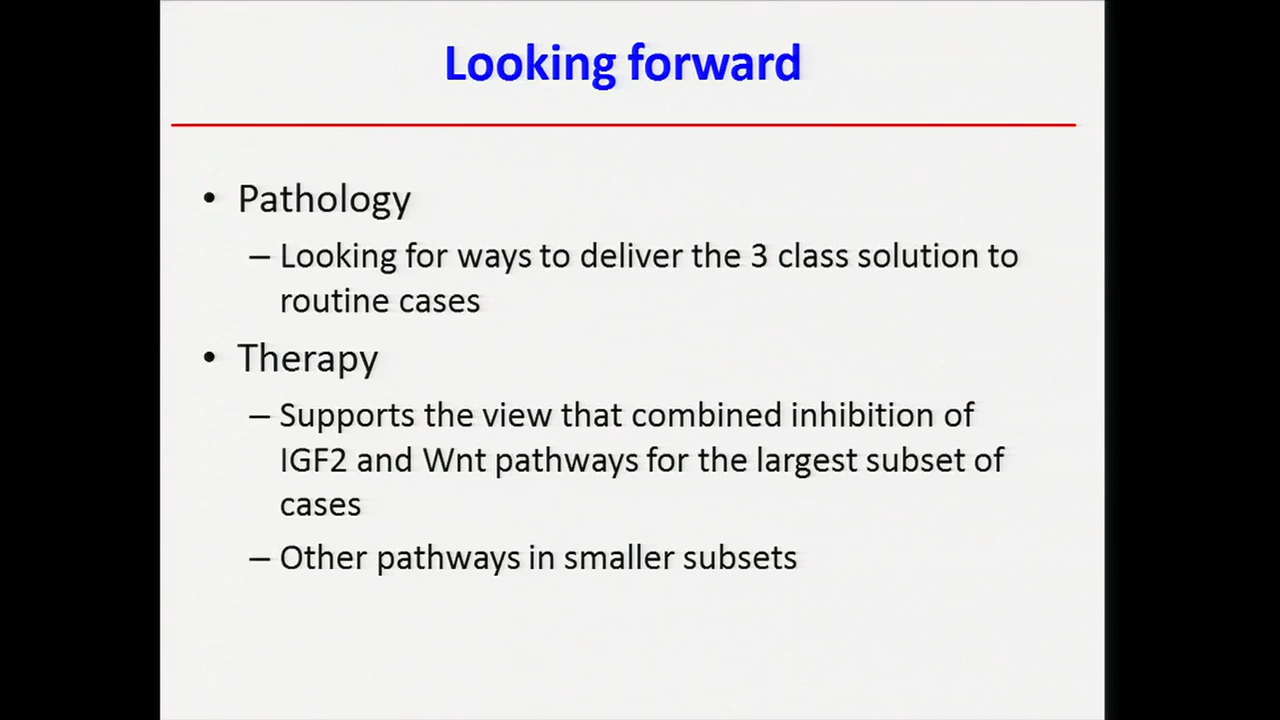 Looking forward
• Pathology
– Looking for ways to deliver the 3 class solution to
routine cases
• Therapy
– Supports the view that combined inhibition of
IGF2 and Wnt pathways for the largest subset of
cases
– Other pathways in smaller subsets